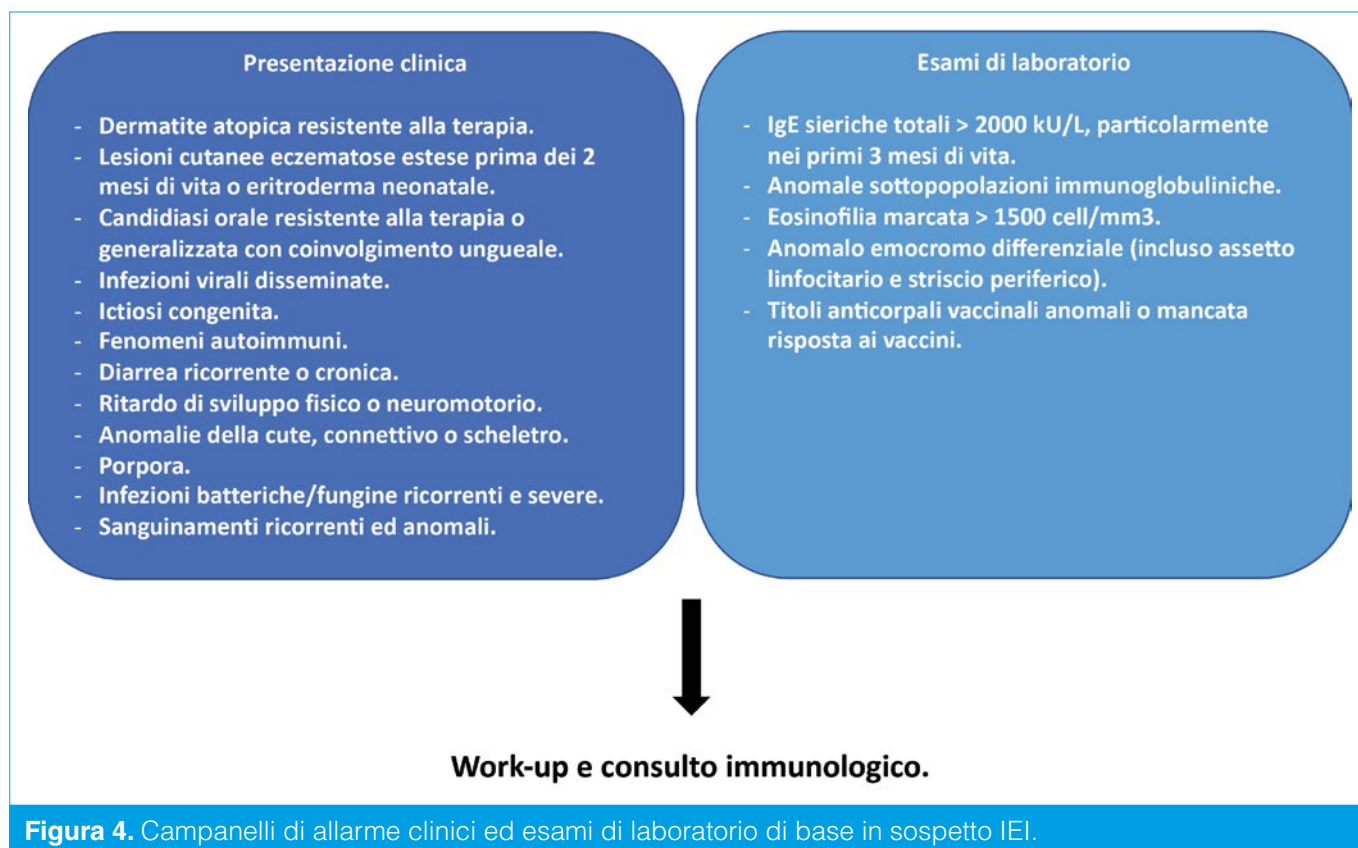 Presentazione clinica
- Dermatite atopica resistente alla terapia.
- Lesioni cutanee eczematose estese prima dei 2
mesi di vita o eritroderma neonatale.
- Candidiasi orale resistente alla terapia o
generalizzata con coinvolgimento ungueale.
- Infezioni virali disseminate.
- Ictiosi congenita.
- Fenomeni autoimmuni.
- Diarrea ricorrente o cronica.
- Ritardo di sviluppo fisico o neuromotorio.
- Anomalie della cute, connettivo o scheletro.
- Porpora.
- Infezioni batteriche/fungine ricorrenti e severe.
- Sanguinamenti ricorrenti ed anomali.
Esami di laboratorio
- IgE sieriche totali > 2000 kU/L, particolarmente
nei primi 3 mesi di vita.
- Anomale sottopopolazioni immunoglobuliniche.
- Eosinofilia marcata > 1500 cell/mm3.
- Anomalo emocromo differenziale (incluso assetto
linfocitario e striscio periferico).
- Titoli anticorpali vaccinali anomali o mancata
risposta ai vaccini.
Work-up e consulto immunologico.
Figura 4. Campanelli di allarme clinici ed esami di laboratorio di base in sospetto IEI.